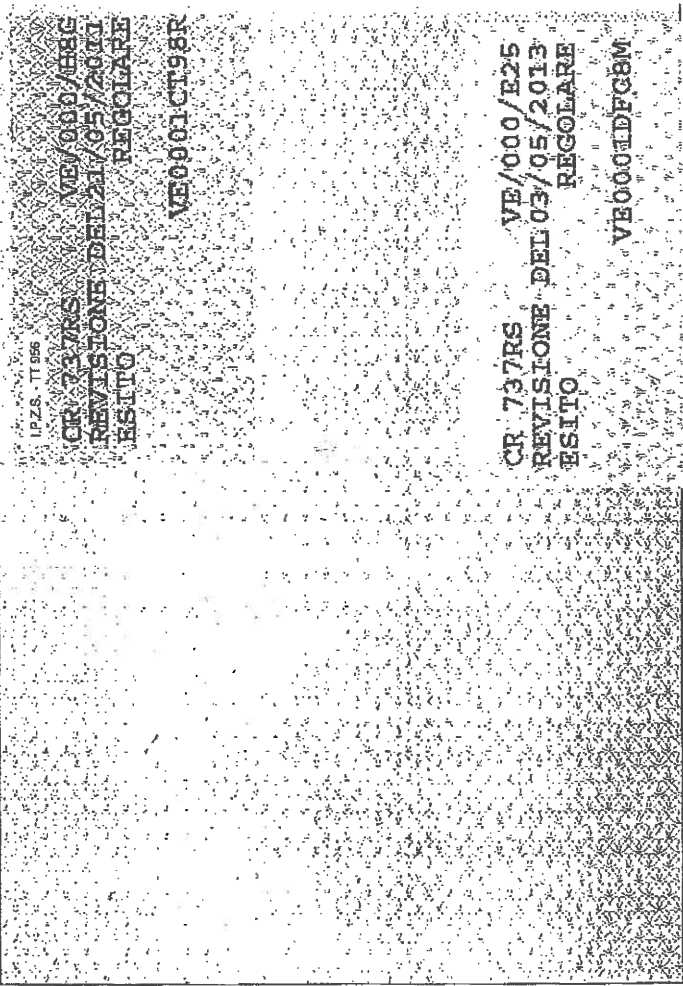 I.P.Z.S. TT 956
CR 737RS VE/000/E8G
REVISIONE DEL 21/05/2011
ESITO REGOLARE
VE0001CT98R
CR 737RS VE/000/E25
REVISIONE DEL 03/05/2013
ESITO REGOLARE
VE0001DFG8M